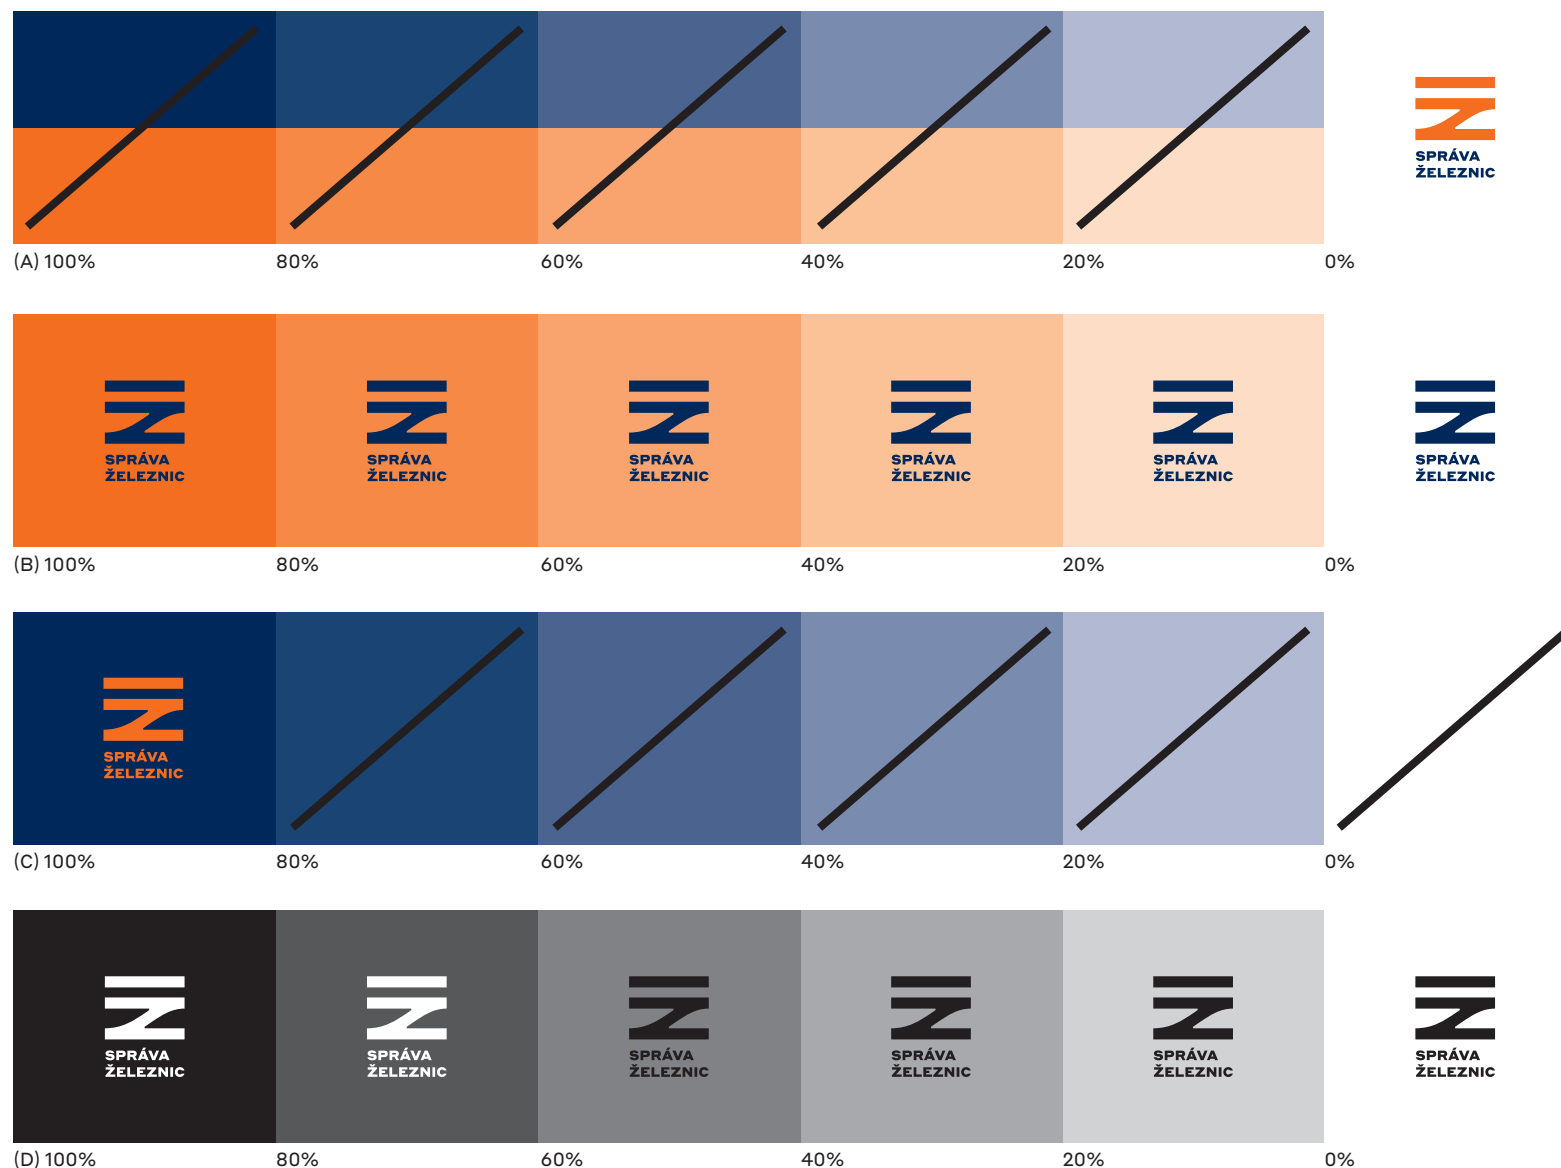 SPRÁVA
ŽELEZNIC
(A) 100%
80%
60%
40%
20%
0%
SPRÁVA
ŽELEZNIC
SPRÁVA
ŽELEZNIC
SPRÁVA
ŽELEZNIC
SPRÁVA
ŽELEZNIC
SPRÁVA
ŽELEZNIC
SPRÁVA
ŽELEZNIC
(B) 100%
80%
60%
40%
20%
0%
SPRÁVA
ŽELEZNIC
(C) 100%
80%
60%
40%
20%
0%
SPRÁVA
ŽELEZNIC
SPRÁVA
ŽELEZNIC
SPRÁVA
ŽELEZNIC
SPRÁVA
ŽELEZNIC
SPRÁVA
ŽELEZNIC
SPRÁVA
ŽELEZNIC
(D) 100%
80%
60%
40%
20%
0%